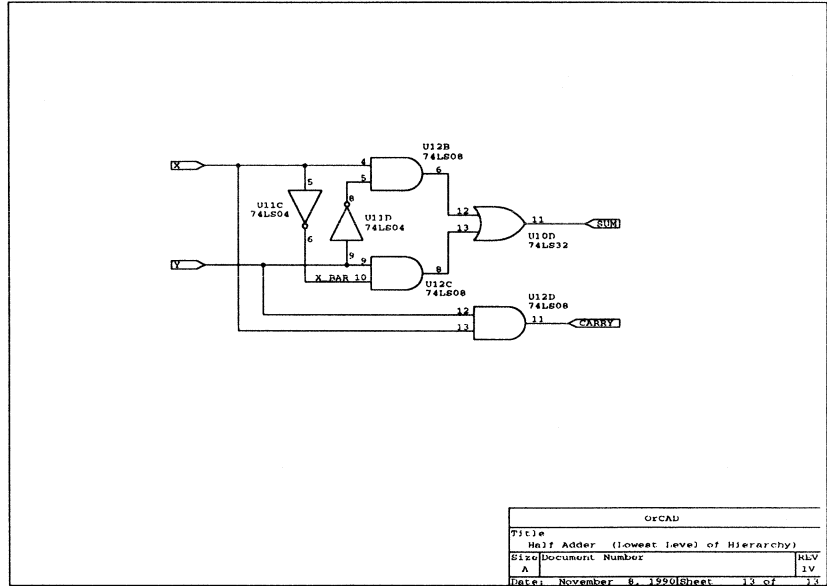 U12B
74LS08
X
4
6
5
5
8
U11C
74LS04
U11D
74LS04
12
11
SUM
13
6
U10D
74LS32
9
Y
9
8
X_BAR 10
U12C
74LS08
U12D
74LS08
12
11
CARRY
13
OrCAD
Title
Half Adder (Lowest Level of Hierarchy)
Size Document Number REV
A 1V
Date: November 8, 1990 Sheet 13 of 13